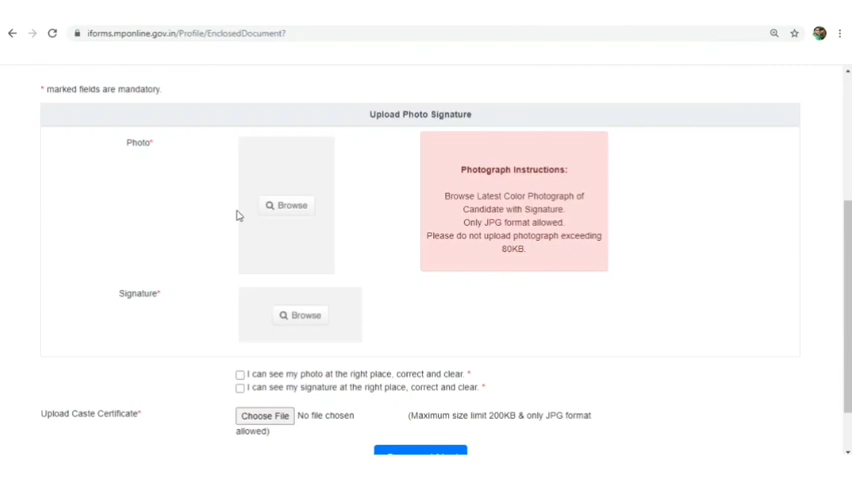 iforms.mponline.gov.in/Profile/EnclosedDocument?
* marked fields are mandatory.
Upload Photo Signature
Photo*
Browse
Photograph Instructions:
Browse Latest Color Photograph of
Candidate with Signature.
Only JPG format allowed.
Please do not upload photograph exceeding
80KB.
Signature*
Browse
I can see my photo at the right place, correct and clear. *
I can see my signature at the right place, correct and clear. *
Upload Caste Certificate* Choose File No file chosen (Maximum size limit 200KB & only JPG format
allowed)